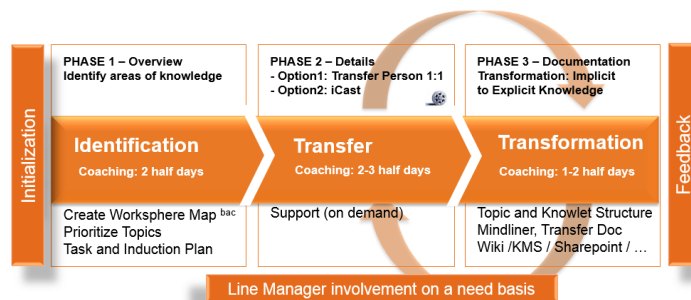 Initialization
PHASE 1 – Overview
Identify areas of knowledge
Identification
Coaching: 2 half days
Create Worksphere Map bac
Prioritize Topics
Task and Induction Plan
PHASE 2 – Details
- Option1: Transfer Person 1:1
- Option2: iCast
Transfer
Coaching: 2-3 half days
Support (on demand)
PHASE 3 – Documentation
Transformation: Implicit
to Explicit Knowledge
Transformation
Coaching: 1-2 half days
Topic and Knowlet Structure
Mindliner, Transfer Doc
Wiki /KMS / Sharepoint / …
Feedback
Line Manager involvement on a need basis